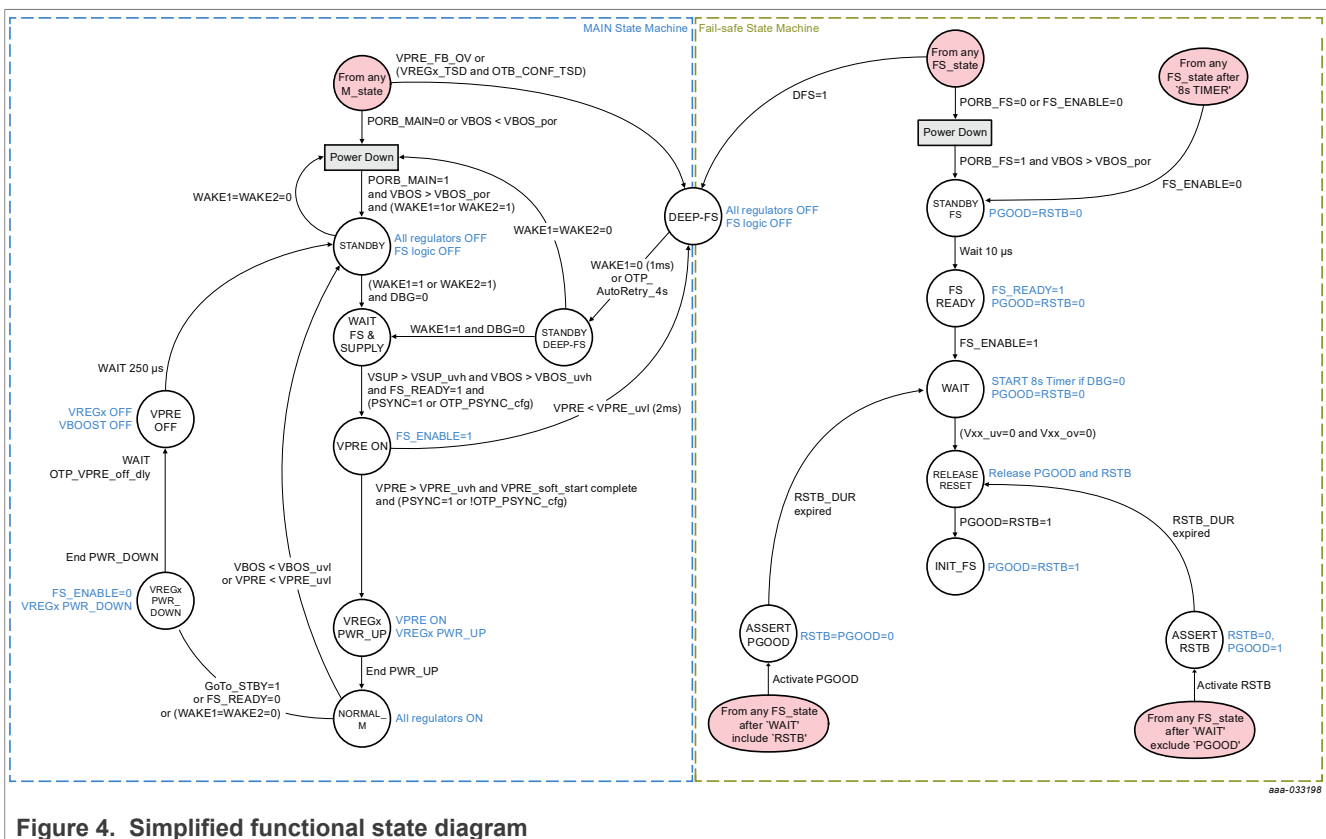 MAIN State Machine
Fail-safe State Machine
From any
M_state
VPRE_FB_OV or
(VREGx_TSD and OTB_CONF_TSD)
PORB_MAIN=0 or VBOS < VBOS_por
Power Down
WAKE1=WAKE2=0
PORB_MAIN=1
and VBOS > VBOS_por
and (WAKE1=1or WAKE2=1)
STANDBY
All regulators OFF
FS logic OFF
WAKE1=WAKE2=0
(WAKE1=1 or WAKE2=1)
and DBG=0
WAIT
FS &
SUPPLY
WAKE1=1 and DBG=0
STANDBY
DEEP-FS
WAKE1=0 (1ms)
or OTP_
AutoRetry_4s
DEEP-FS
All regulators OFF
FS logic OFF
DFS=1
VSUP > VSUP_uvh and VBOS > VBOS_uvh
and FS_READY=1 and
(PSYNC=1 or OTP_PSYNC_cfg)
VPRE < VPRE_uvl (2ms)
VPRE ON
FS_ENABLE=1
VPRE > VPRE_uvh and VPRE_soft_start complete
and (PSYNC=1 or !OTP_PSYNC_cfg)
WAIT 250 µs
VREGx OFF
VBOOST OFF
VPRE
OFF
WAIT
OTP_VPRE_off_dly
End PWR_DOWN
FS_ENABLE=0
VREGx PWR_DOWN
VREGx
PWR_
DOWN
VBOS < VBOS_uvl
or VPRE < VPRE_uvl
VREGx
PWR_UP
VPRE ON
VREGx PWR_UP
End PWR_UP
GoTo_STBY=1
or FS_READY=0
or (WAKE1=WAKE2=0)
NORMAL_
M
All regulators ON
From any
FS_state
PORB_FS=0 or FS_ENABLE=0
Power Down
PORB_FS=1 and VBOS > VBOS_por
From any
FS_state after
'8s TIMER'
FS_ENABLE=0
STANDBY
FS
PGOOD=RSTB=0
Wait 10 µs
FS
READY
FS_READY=1
PGOOD=RSTB=0
FS_ENABLE=1
WAIT
START 8s Timer if DBG=0
PGOOD=RSTB=0
(Vxx_uv=0 and Vxx_ov=0)
RELEASE
RESET
Release PGOOD and RSTB
PGOOD=RSTB=1
INIT_FS
PGOOD=RSTB=1
RSTB_DUR
expired
RSTB_DUR
expired
ASSERT
PGOOD
RSTB=PGOOD=0
Activate PGOOD
From any FS_state
after 'WAIT'
include 'RSTB'
ASSERT
RSTB
RSTB=0,
PGOOD=1
Activate RSTB
From any FS_state
after 'WAIT'
exclude 'PGOOD'
aaa-033198
Figure 4. Simplified functional state diagram